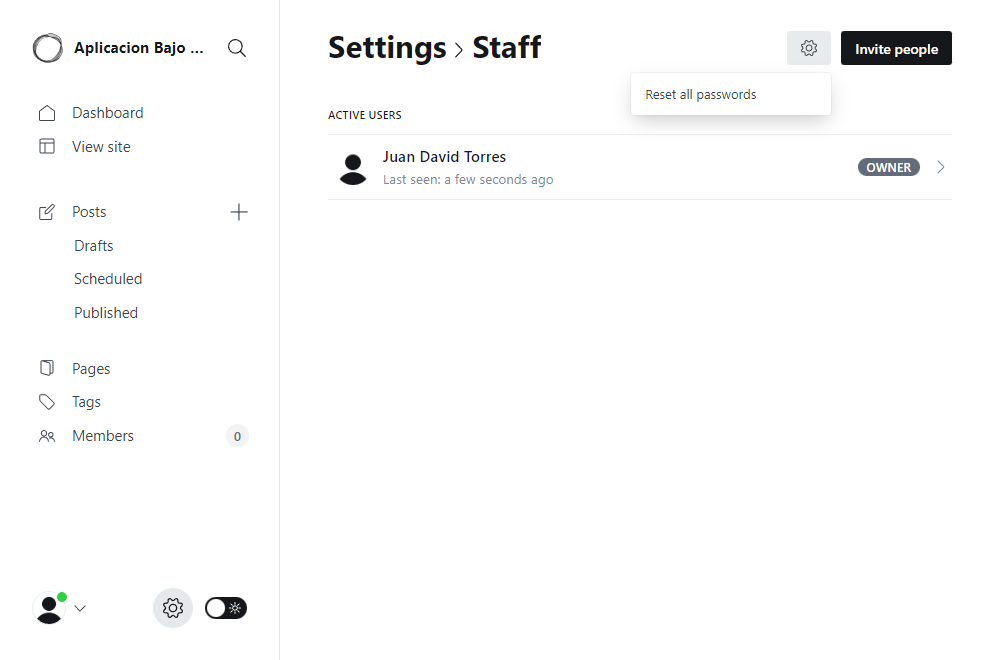 Aplicacion Bajo ...
Dashboard
View site
Posts
Drafts
Scheduled
Published
Pages
Tags
Members 0
Settings > Staff
Invite people
Reset all passwords
ACTIVE USERS
Juan David Torres
Last seen: a few seconds ago
OWNER